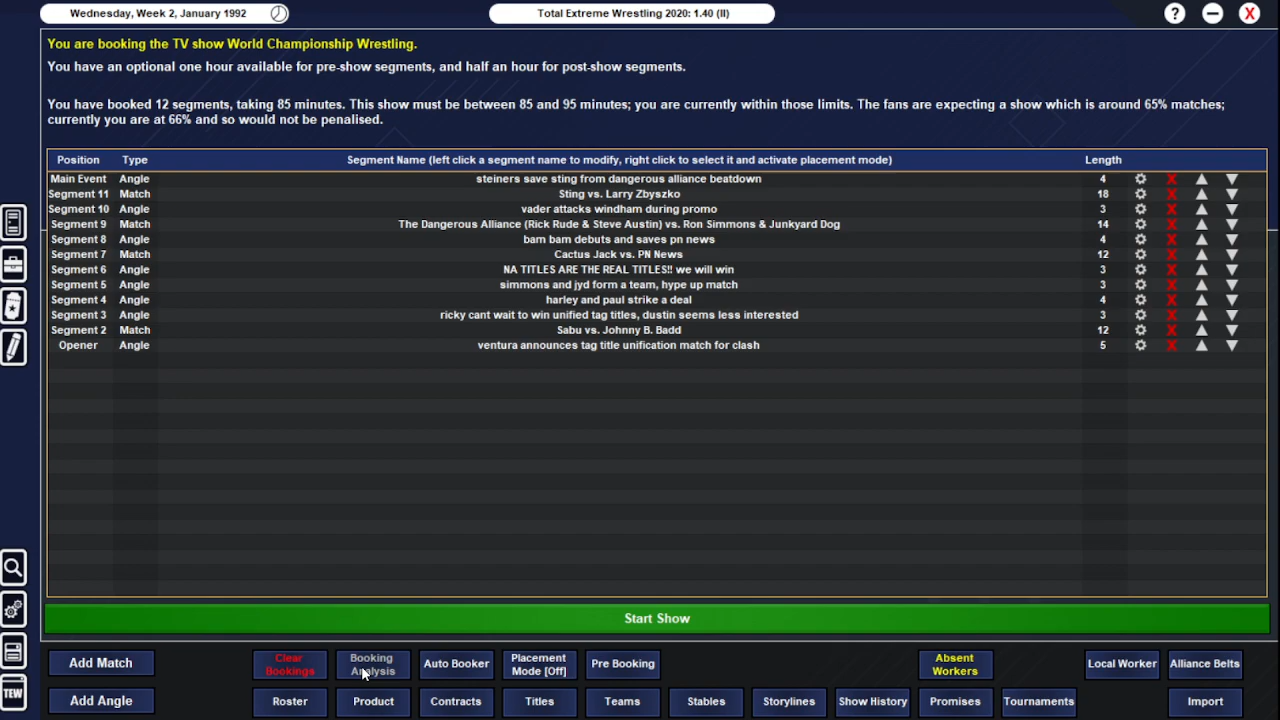 Wednesday, Week 2, January 1992
Total Extreme Wrestling 2020: 1.40 (II)
? X
You are booking the TV show World Championship Wrestling.
You have an optional one hour available for pre-show segments, and half an hour for post-show segments.
You have booked 12 segments, taking 85 minutes. This show must be between 85 and 95 minutes; you are currently within those limits. The fans are expecting a show which is around 65% matches;
currently you are at 66% and so would not be penalised.
Position Type Segment Name (left click a segment name to modify, right click to select it and activate placement mode) Length
Main Event Angle steiners save sting from dangerous alliance beatdown 4 X
Segment 11 Match Sting vs. Larry Zbyszko 18 X
Segment 10 Angle vader attacks windham during promo 3 X
Segment 9 Match The Dangerous Alliance (Rick Rude & Steve Austin) vs. Ron Simmons & Junkyard Dog 14 X
Segment 8 Angle bam bam debuts and saves pn news 4 X
Segment 7 Match Cactus Jack vs. PN News 12 X
Segment 6 Angle NA TITLES ARE THE REAL TITLES!! we will win 3 X
Segment 5 Angle simmons and jyd form a team, hype up match 3 X
Segment 4 Angle harley and paul strike a deal 4 X
Segment 3 Angle ricky cant wait to win unified tag titles, dustin seems less interested 3 X
Segment 2 Match Sabu vs. Johnny B. Badd 12 X
Opener Angle ventura announces tag title unification match for clash 5 X
Start Show
Add Match Clear Bookings Booking Analysis Auto Booker Placement Mode [Off] Pre Booking Absent Workers Local Worker Alliance Belts
TEW
Add Angle Roster Product Contracts Titles Teams Stables Storylines Show History Promises Tournaments Import